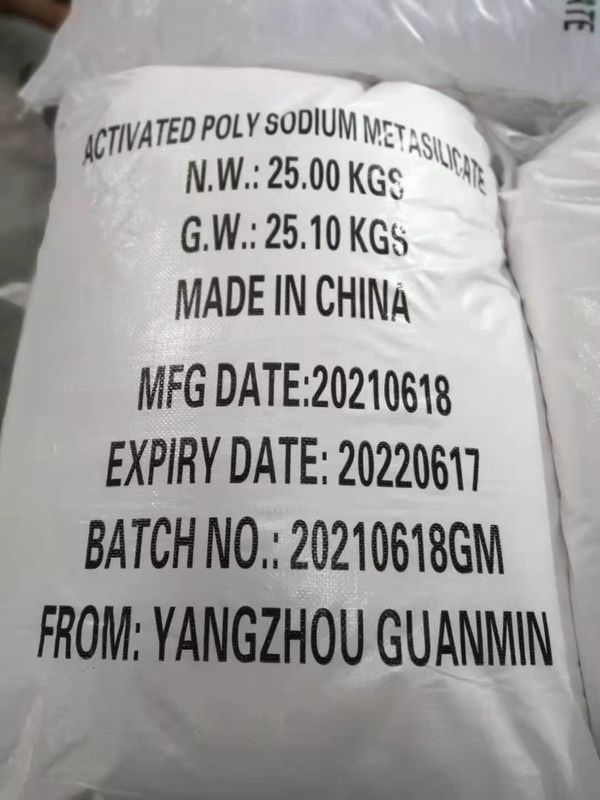 ACTIVATED POLY SODIUM METASILICATE
N.W.: 25.00 KGS
G.W.: 25.10 KGS
MADE IN CHINA
MFG DATE:20210618
EXPIRY DATE: 20220617
BATCH NO.: 20210618GM
FROM: YANGZHOU GUANMIN